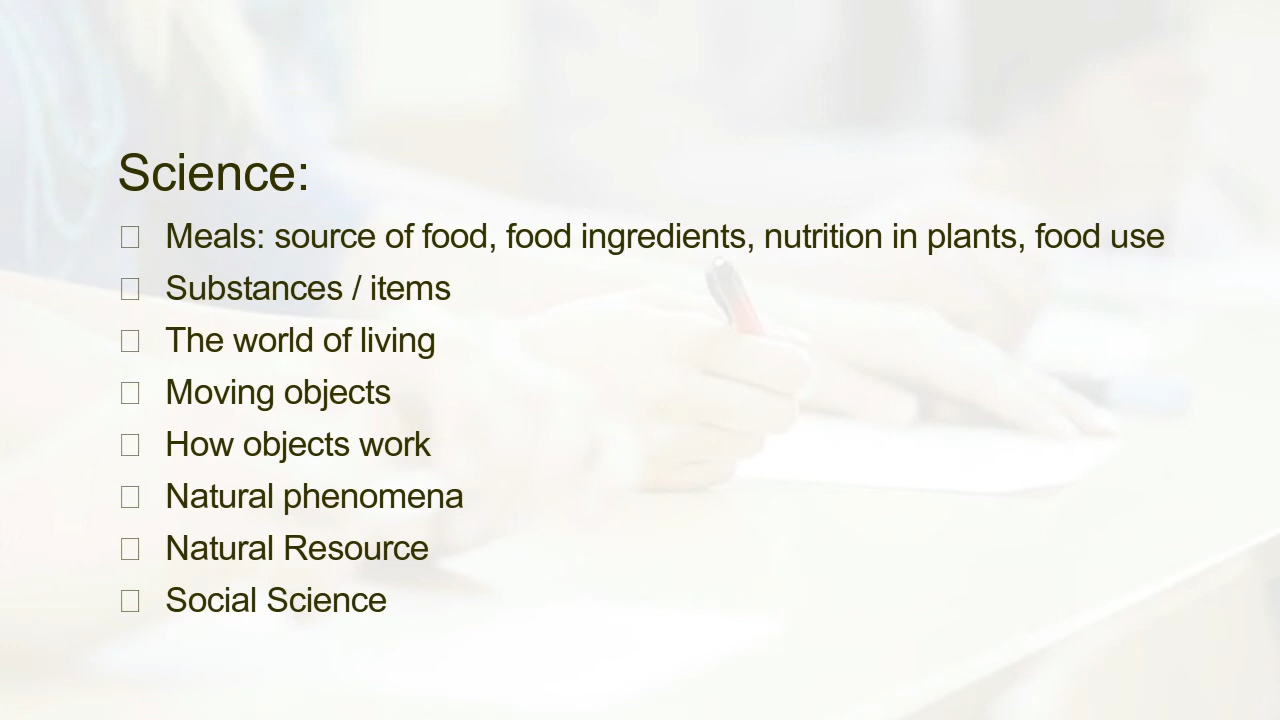 Science:
Meals: source of food, food ingredients, nutrition in plants, food use
Substances / items
The world of living
Moving objects
How objects work
Natural phenomena
Natural Resource
Social Science